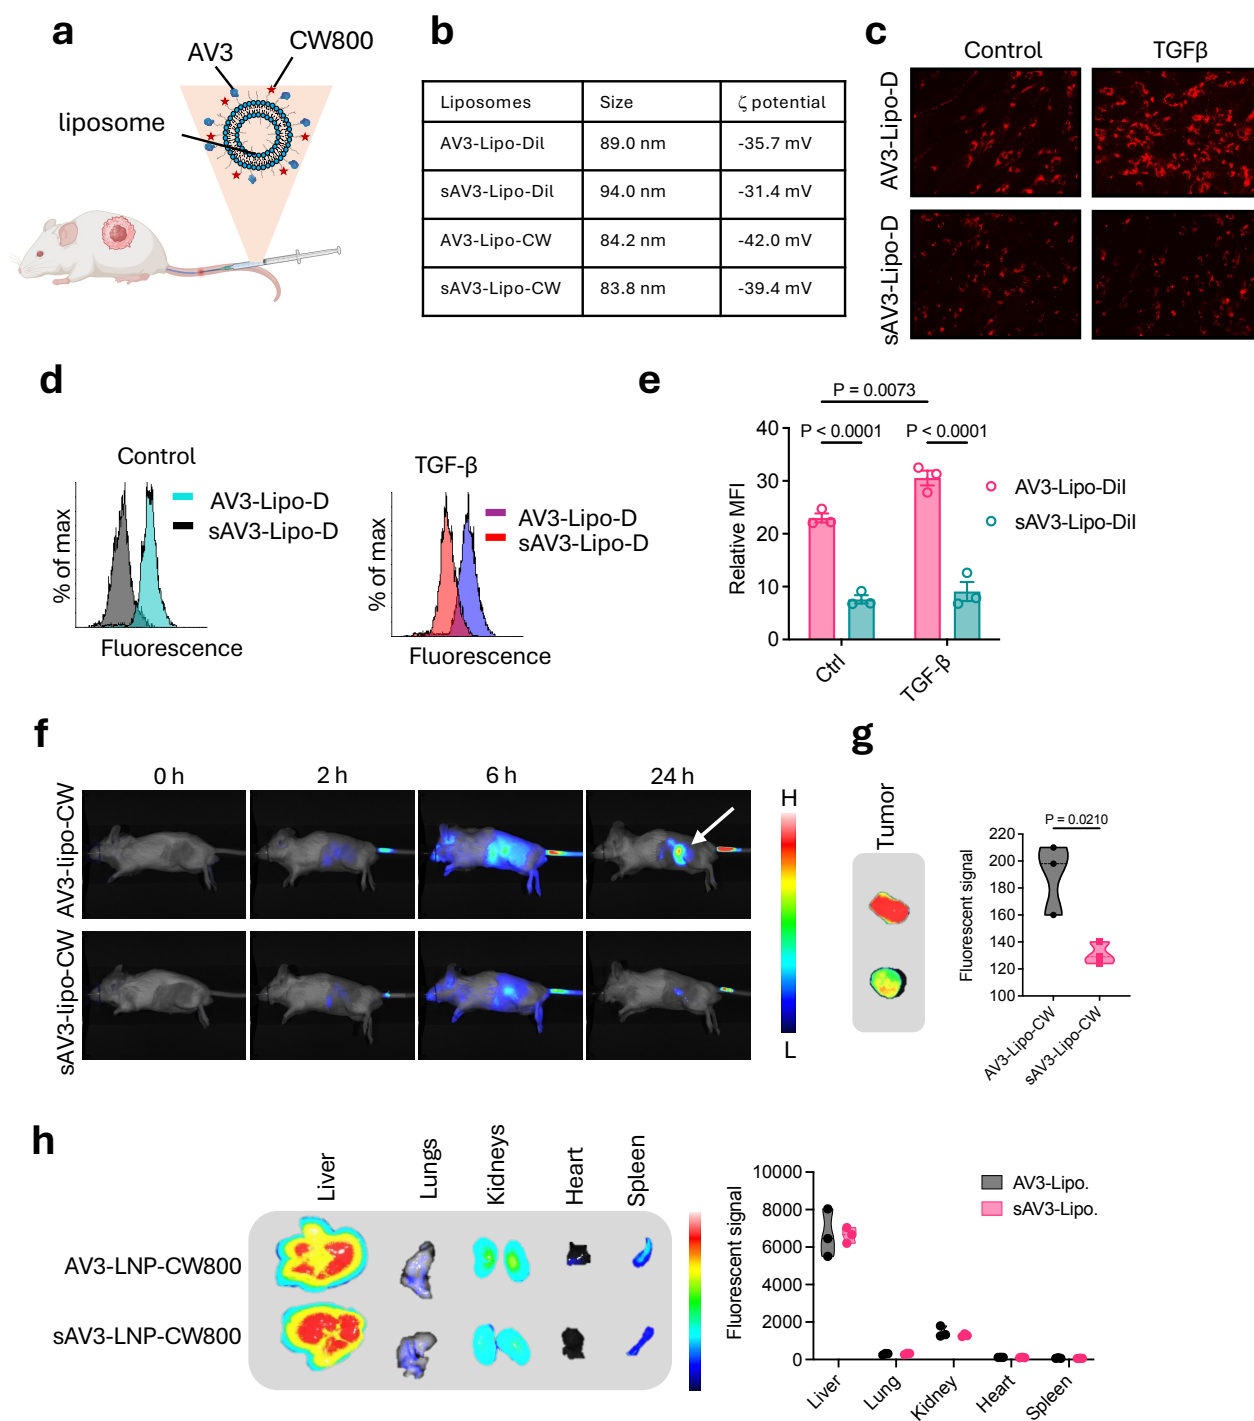 a
AV3
CW800
liposome
b
Liposomes Size ζ potential
AV3-Lipo-Dil 89.0 nm -35.7 mV
sAV3-Lipo-Dil 94.0 nm -31.4 mV
AV3-Lipo-CW 84.2 nm -42.0 mV
sAV3-Lipo-CW 83.8 nm -39.4 mV
c
Control TGFβ
AV3-Lipo-D
sAV3-Lipo-D
d
Control
AV3-Lipo-D
sAV3-Lipo-D
% of max
Fluorescence
TGF-β
AV3-Lipo-D
sAV3-Lipo-D
% of max
Fluorescence
e
P = 0.0073
P < 0.0001 P < 0.0001
40
30
20
10
0
Relative MFI
Ctrl
TGF-β
AV3-Lipo-DiI
sAV3-Lipo-DiI
f
0 h 2 h 6 h 24 h
AV3-lipo-CW
sAV3-lipo-CW
H
L
g
Tumor
P = 0.0210
220
200
180
160
140
120
100
Fluorescent signal
AV3-Lipo-CW
sAV3-Lipo-CW
h
Liver Lungs Kidneys Heart Spleen
AV3-LNP-CW800
sAV3-LNP-CW800
10000
8000
6000
4000
2000
0
Fluorescent signal
AV3-Lipo.
sAV3-Lipo.
Liver Lung Kidney Heart Spleen